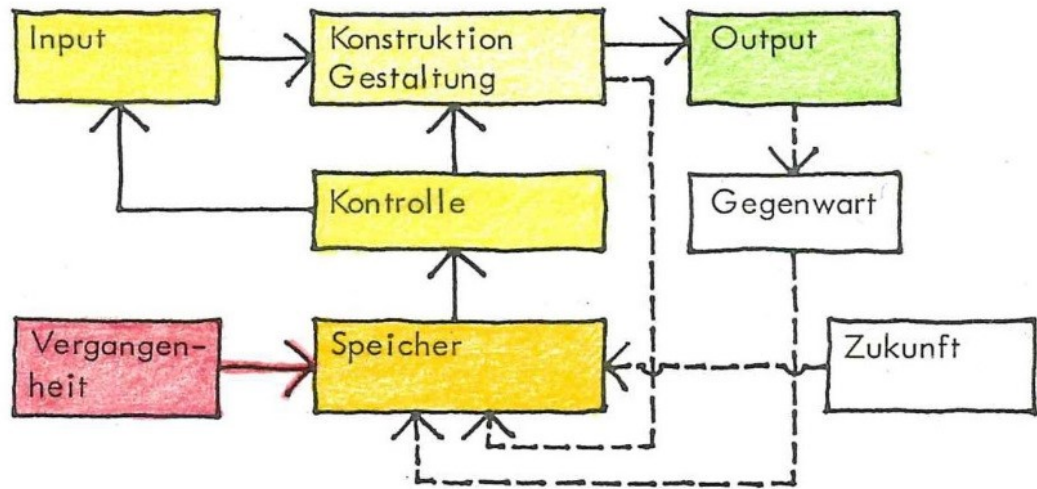 Input
Konstruktion
Gestaltung
Output
Kontrolle
Gegenwart
Vergangen-
heit
Speicher
Zukunft